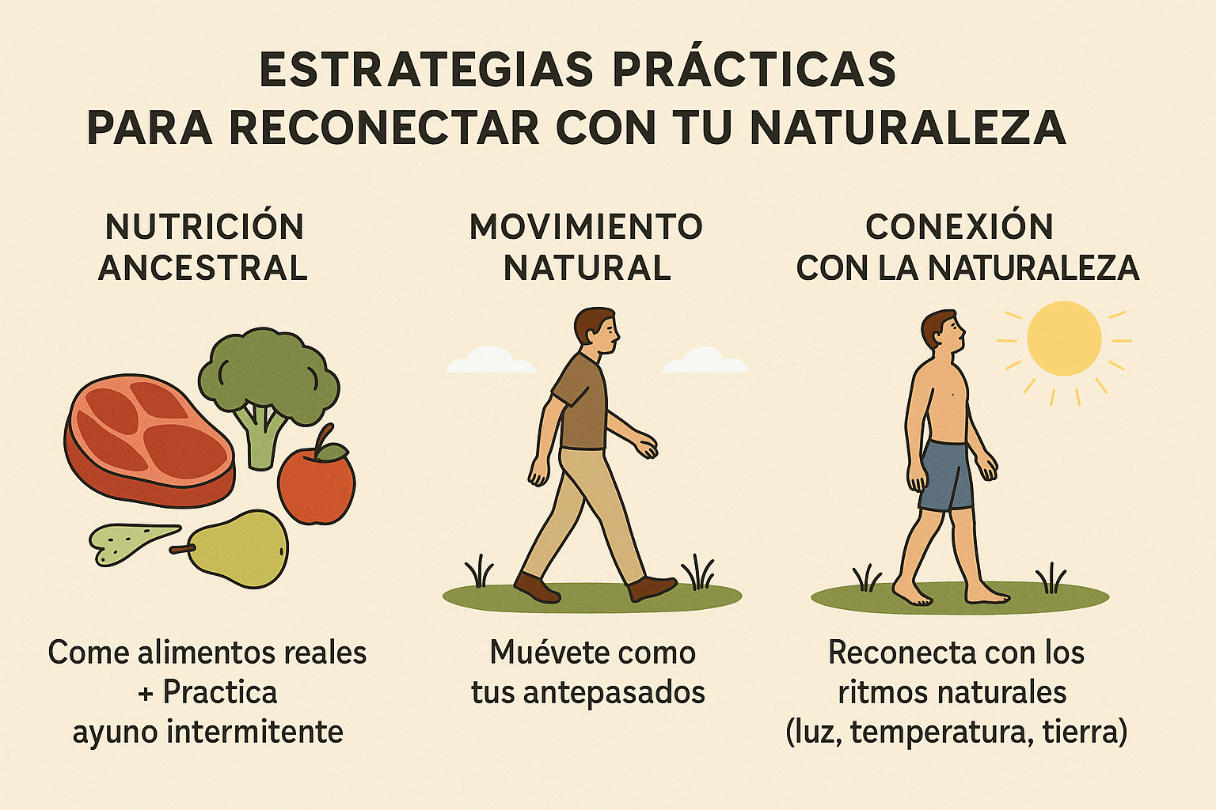 ESTRATEGIAS PRÁCTICAS
PARA RECONECTAR CON TU NATURALEZA
NUTRICIÓN
ANCESTRAL
Come alimentos reales
+ Practica
ayuno intermitente
MOVIMIENTO
NATURAL
Muévete como
tus antepasados
CONEXIÓN
CON LA NATURALEZA
Reconecta con los
ritmos naturales
(luz, temperatura, tierra)